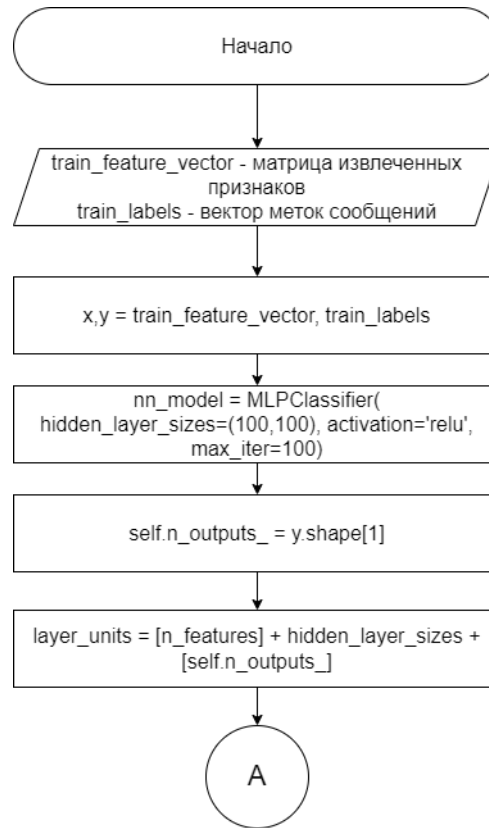 Начало
train_feature_vector - матрица извлеченных
признаков
train_labels - вектор меток сообщений
x,y = train_feature_vector, train_labels
nn_model = MLPClassifier(
hidden_layer_sizes=(100,100), activation='relu',
max_iter=100)
self.n_outputs_ = y.shape[1]
layer_units = [n_features] + hidden_layer_sizes +
[self.n_outputs_]
A